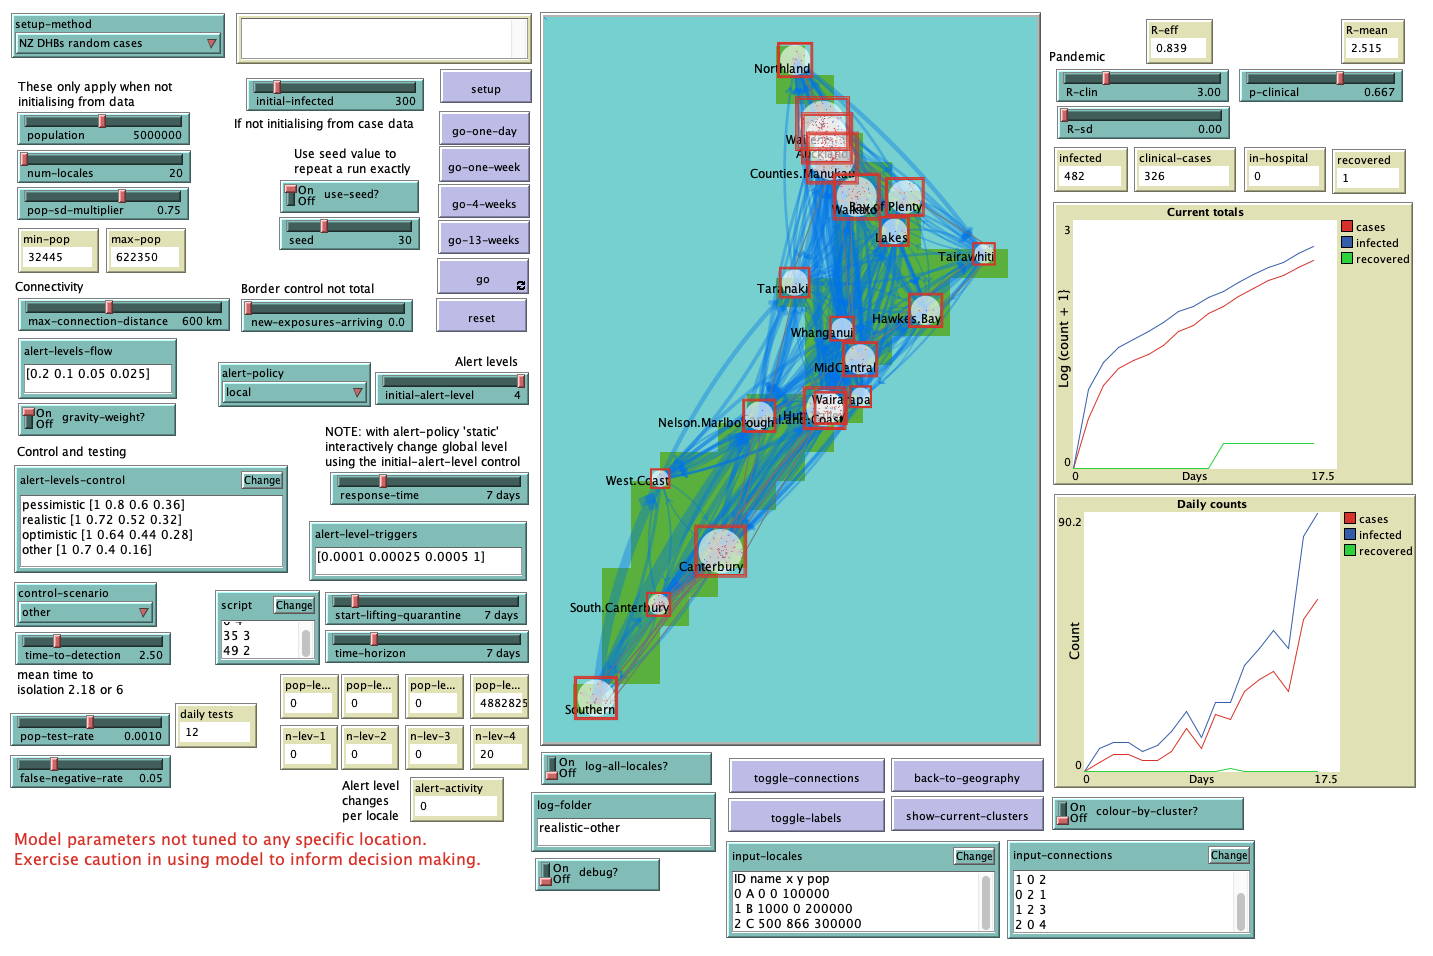 setup-method
NZ DHBs random cases
These only apply when not
initialising from data
population 5000000
num-locales 20
pop-sd-multiplier 0.75
min-pop
32445
max-pop
622350
initial-infected 300
If not initialising from case data
Use seed value to
repeat a run exactly
On
Off
use-seed?
seed 30
setup
go-one-day
go-one-week
go-4-weeks
go-13-weeks
go
reset
Connectivity
max-connection-distance 600 km
Border control not total
new-exposures-arriving 0.0
alert-levels-flow
[0.2 0.1 0.05 0.025]
On
Off
gravity-weight?
alert-policy
local
Alert levels
initial-alert-level 4
NOTE: with alert-policy 'static'
interactively change global level
using the initial-alert-level control
Control and testing
alert-levels-control
Change
pessimistic [1 0.8 0.6 0.36]
realistic [1 0.72 0.52 0.32]
optimistic [1 0.64 0.44 0.28]
other [1 0.7 0.4 0.16]
response-time 7 days
alert-level-triggers
[0.0001 0.00025 0.0005 1]
control-scenario
other
script
Change
35 3
49 2
start-lifting-quarantine 7 days
time-horizon 7 days
time-to-detection 2.50
mean time to
isolation 2.18 or 6
pop-test-rate 0.0010
daily tests
12
false-negative-rate 0.05
pop-le...
0
pop-le...
0
pop-le...
0
pop-le...
4882825
n-lev-1
0
n-lev-2
0
n-lev-3
0
n-lev-4
20
Alert level
changes
per locale
alert-activity
0
Model parameters not tuned to any specific location.
Exercise caution in using model to inform decision making.
Northland
Auckland
Counties.Manukau
Waikato
Bay of Plenty
Lakes
Tairawhiti
Taranaki
Hawkes.Bay
Whanganui
MidCentral
Wairarapa
Nelson.Marlborough
West.Coast
Canterbury
South.Canterbury
Southern
On
Off
log-all-locales?
log-folder
realistic-other
On
Off
debug?
toggle-connections
back-to-geography
toggle-labels
show-current-clusters
input-locales
Change
ID name x y pop
0 A 0 0 100000
1 B 1000 0 200000
2 C 500 866 300000
R-eff
0.839
R-mean
2.515
Pandemic
R-clin 3.00
p-clinical 0.667
R-sd 0.00
infected
482
clinical-cases
326
in-hospital
0
recovered
1
Current totals
3
Log (count + 1)
0
0
Days
17.5
cases
infected
recovered
Daily counts
90.2
Count
0
0
Days
17.5
cases
infected
recovered
On
Off
colour-by-cluster?
input-connections
Change
1 0 2
0 2 1
1 2 3
2 0 4